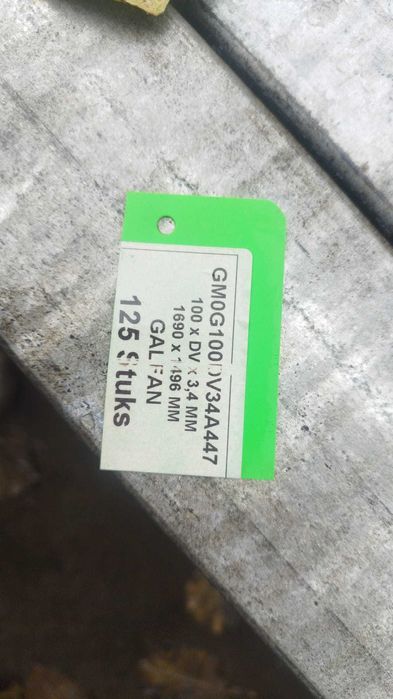 GM0G100DV34A447
100 x DV x 3,4 MM
1690 x 1496 MM
GALFAN
125 Stuks